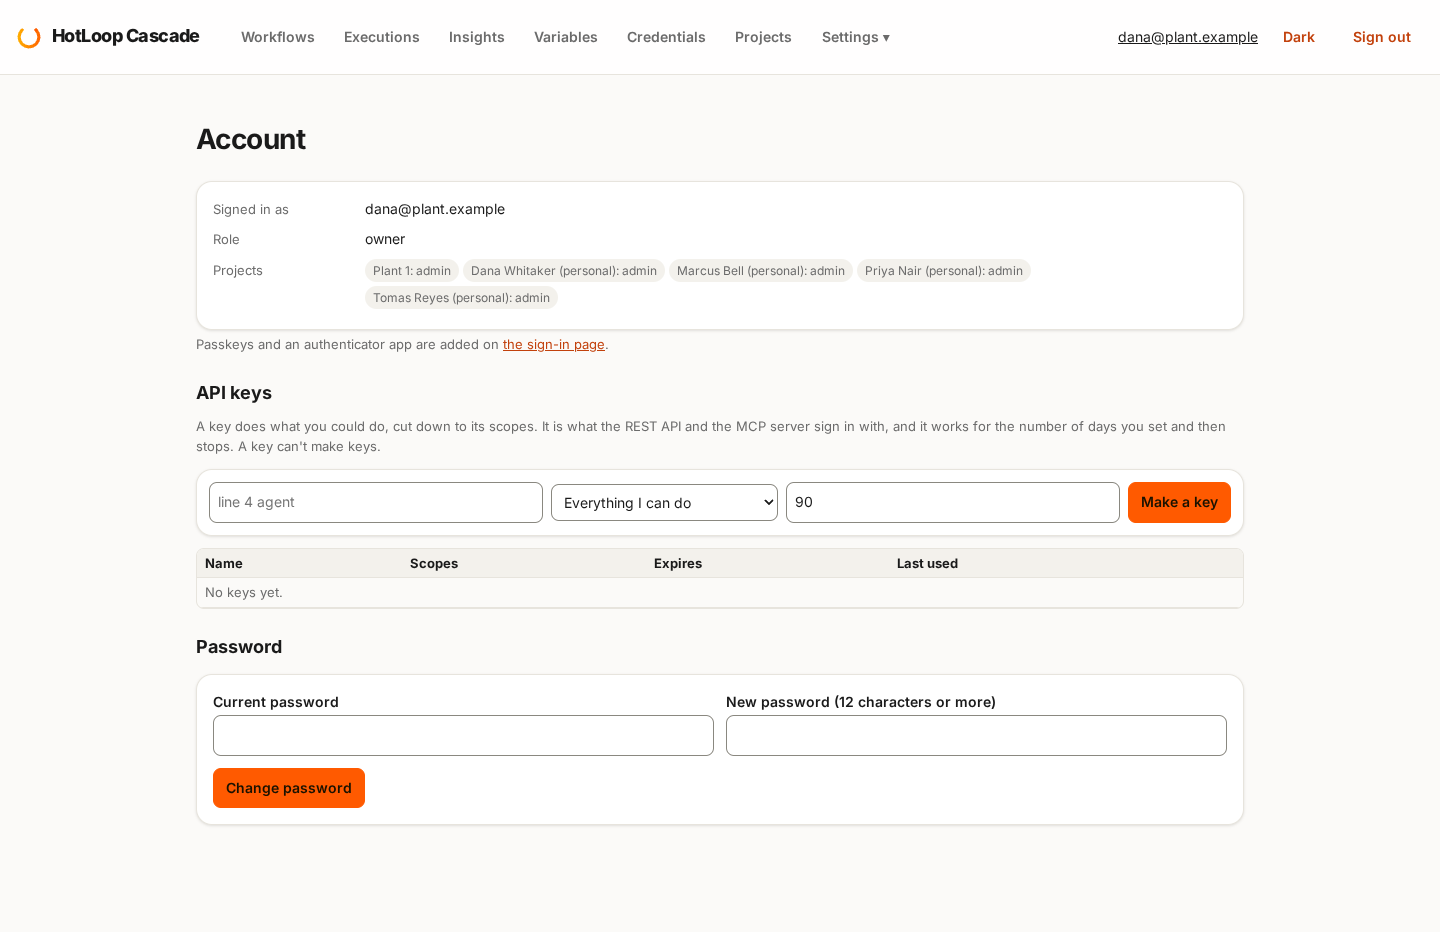 HotLoop Cascade
Workflows
Executions
Insights
Variables
Credentials
Projects
Settings ▾
dana@plant.example
Dark
Sign out
Account
Signed in as
dana@plant.example
Role
owner
Projects
Plant 1: admin
Dana Whitaker (personal): admin
Marcus Bell (personal): admin
Priya Nair (personal): admin
Tomas Reyes (personal): admin
Passkeys and an authenticator app are added on the sign-in page.
API keys
A key does what you could do, cut down to its scopes. It is what the REST API and the MCP server sign in with, and it works for the number of days you set and then
stops. A key can't make keys.
line 4 agent
Everything I can do
90
Make a key
Name
Scopes
Expires
Last used
No keys yet.
Password
Current password
New password (12 characters or more)
Change password